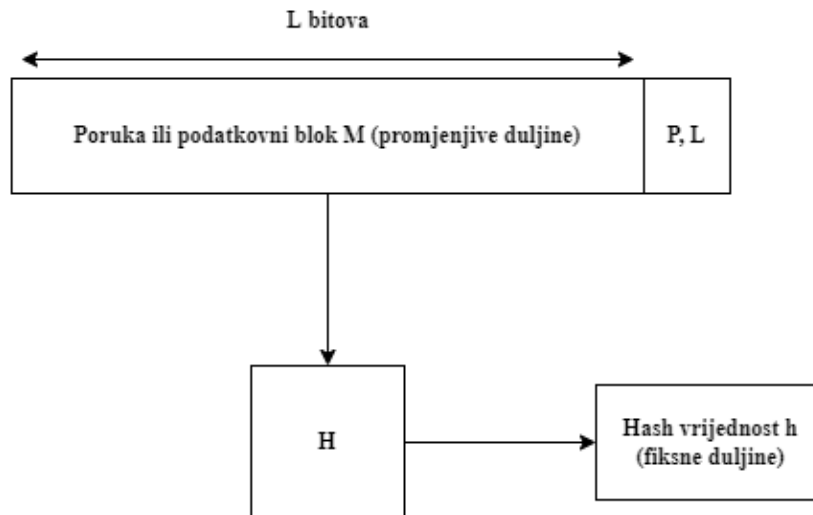 L bitova
Poruka ili podatkovni blok M (promjenjive duljine)
P, L
H
Hash vrijednost h
(fiksne duljine)